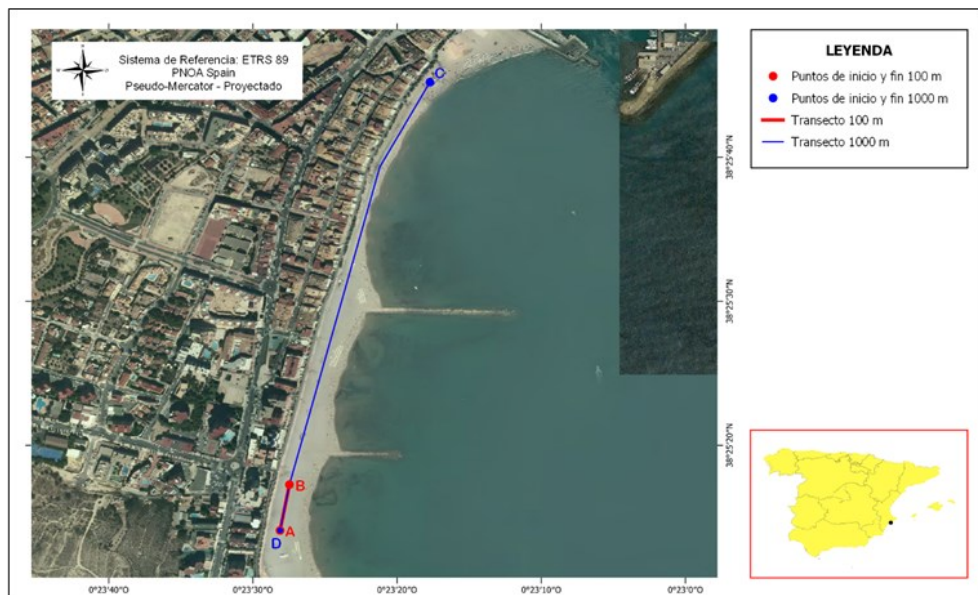 Sistema de Referencia: ETRS 89
PNOA Spain
Pseudo-Mercator - Proyectado
N
W
E
S
C
B
A
D
38°25'40"N
38°25'30"N
38°25'20"N
0°23'40"W
0°23'30"W
0°23'20"W
0°23'10"W
0°23'0"W
LEYENDA
Puntos de inicio y fin 100 m
Puntos de inicio y fin 1000 m
Transecto 100 m
Transecto 1000 m